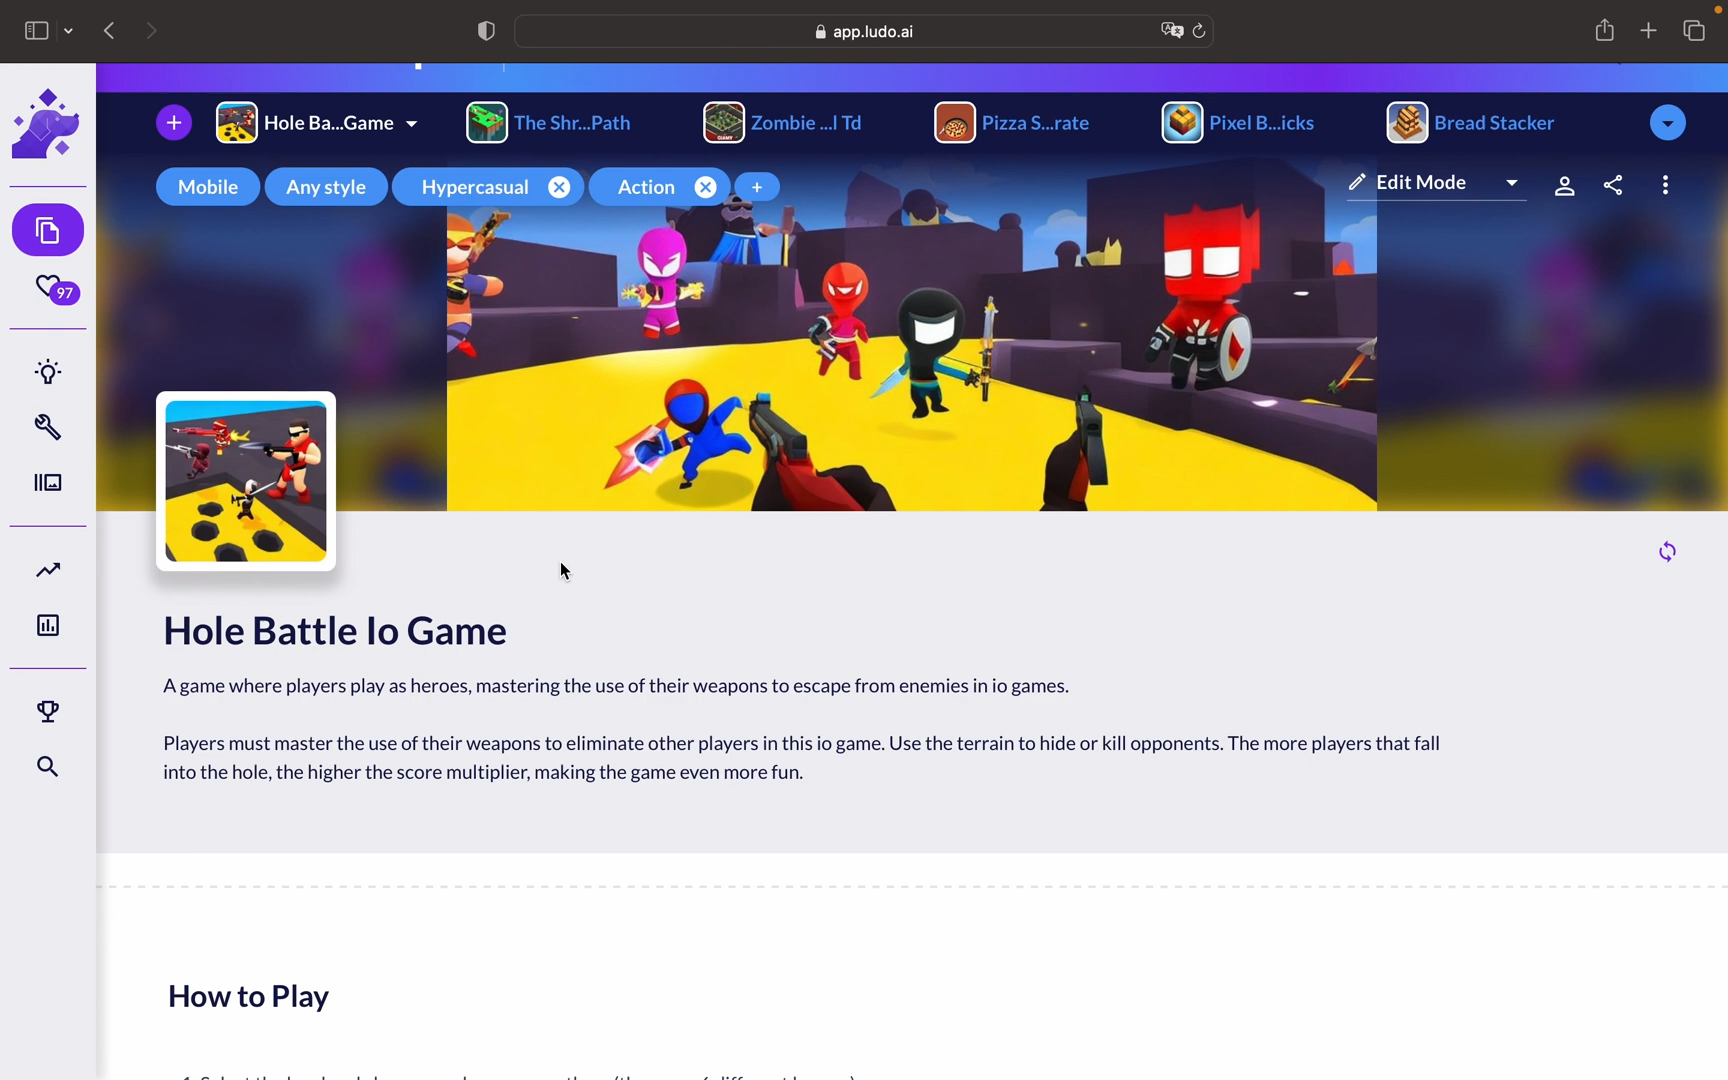 app.ludo.ai
Hole Ba...Game
The Shr...Path
Zombie ...l Td
Pizza S...rate
Pixel B...icks
Bread Stacker
Mobile
Any style
Hypercasual
Action
+
Edit Mode
97
Hole Battle Io Game
A game where players play as heroes, mastering the use of their weapons to escape from enemies in io games.
Players must master the use of their weapons to eliminate other players in this io game. Use the terrain to hide or kill opponents. The more players that fall
into the hole, the higher the score multiplier, making the game even more fun.
How to Play